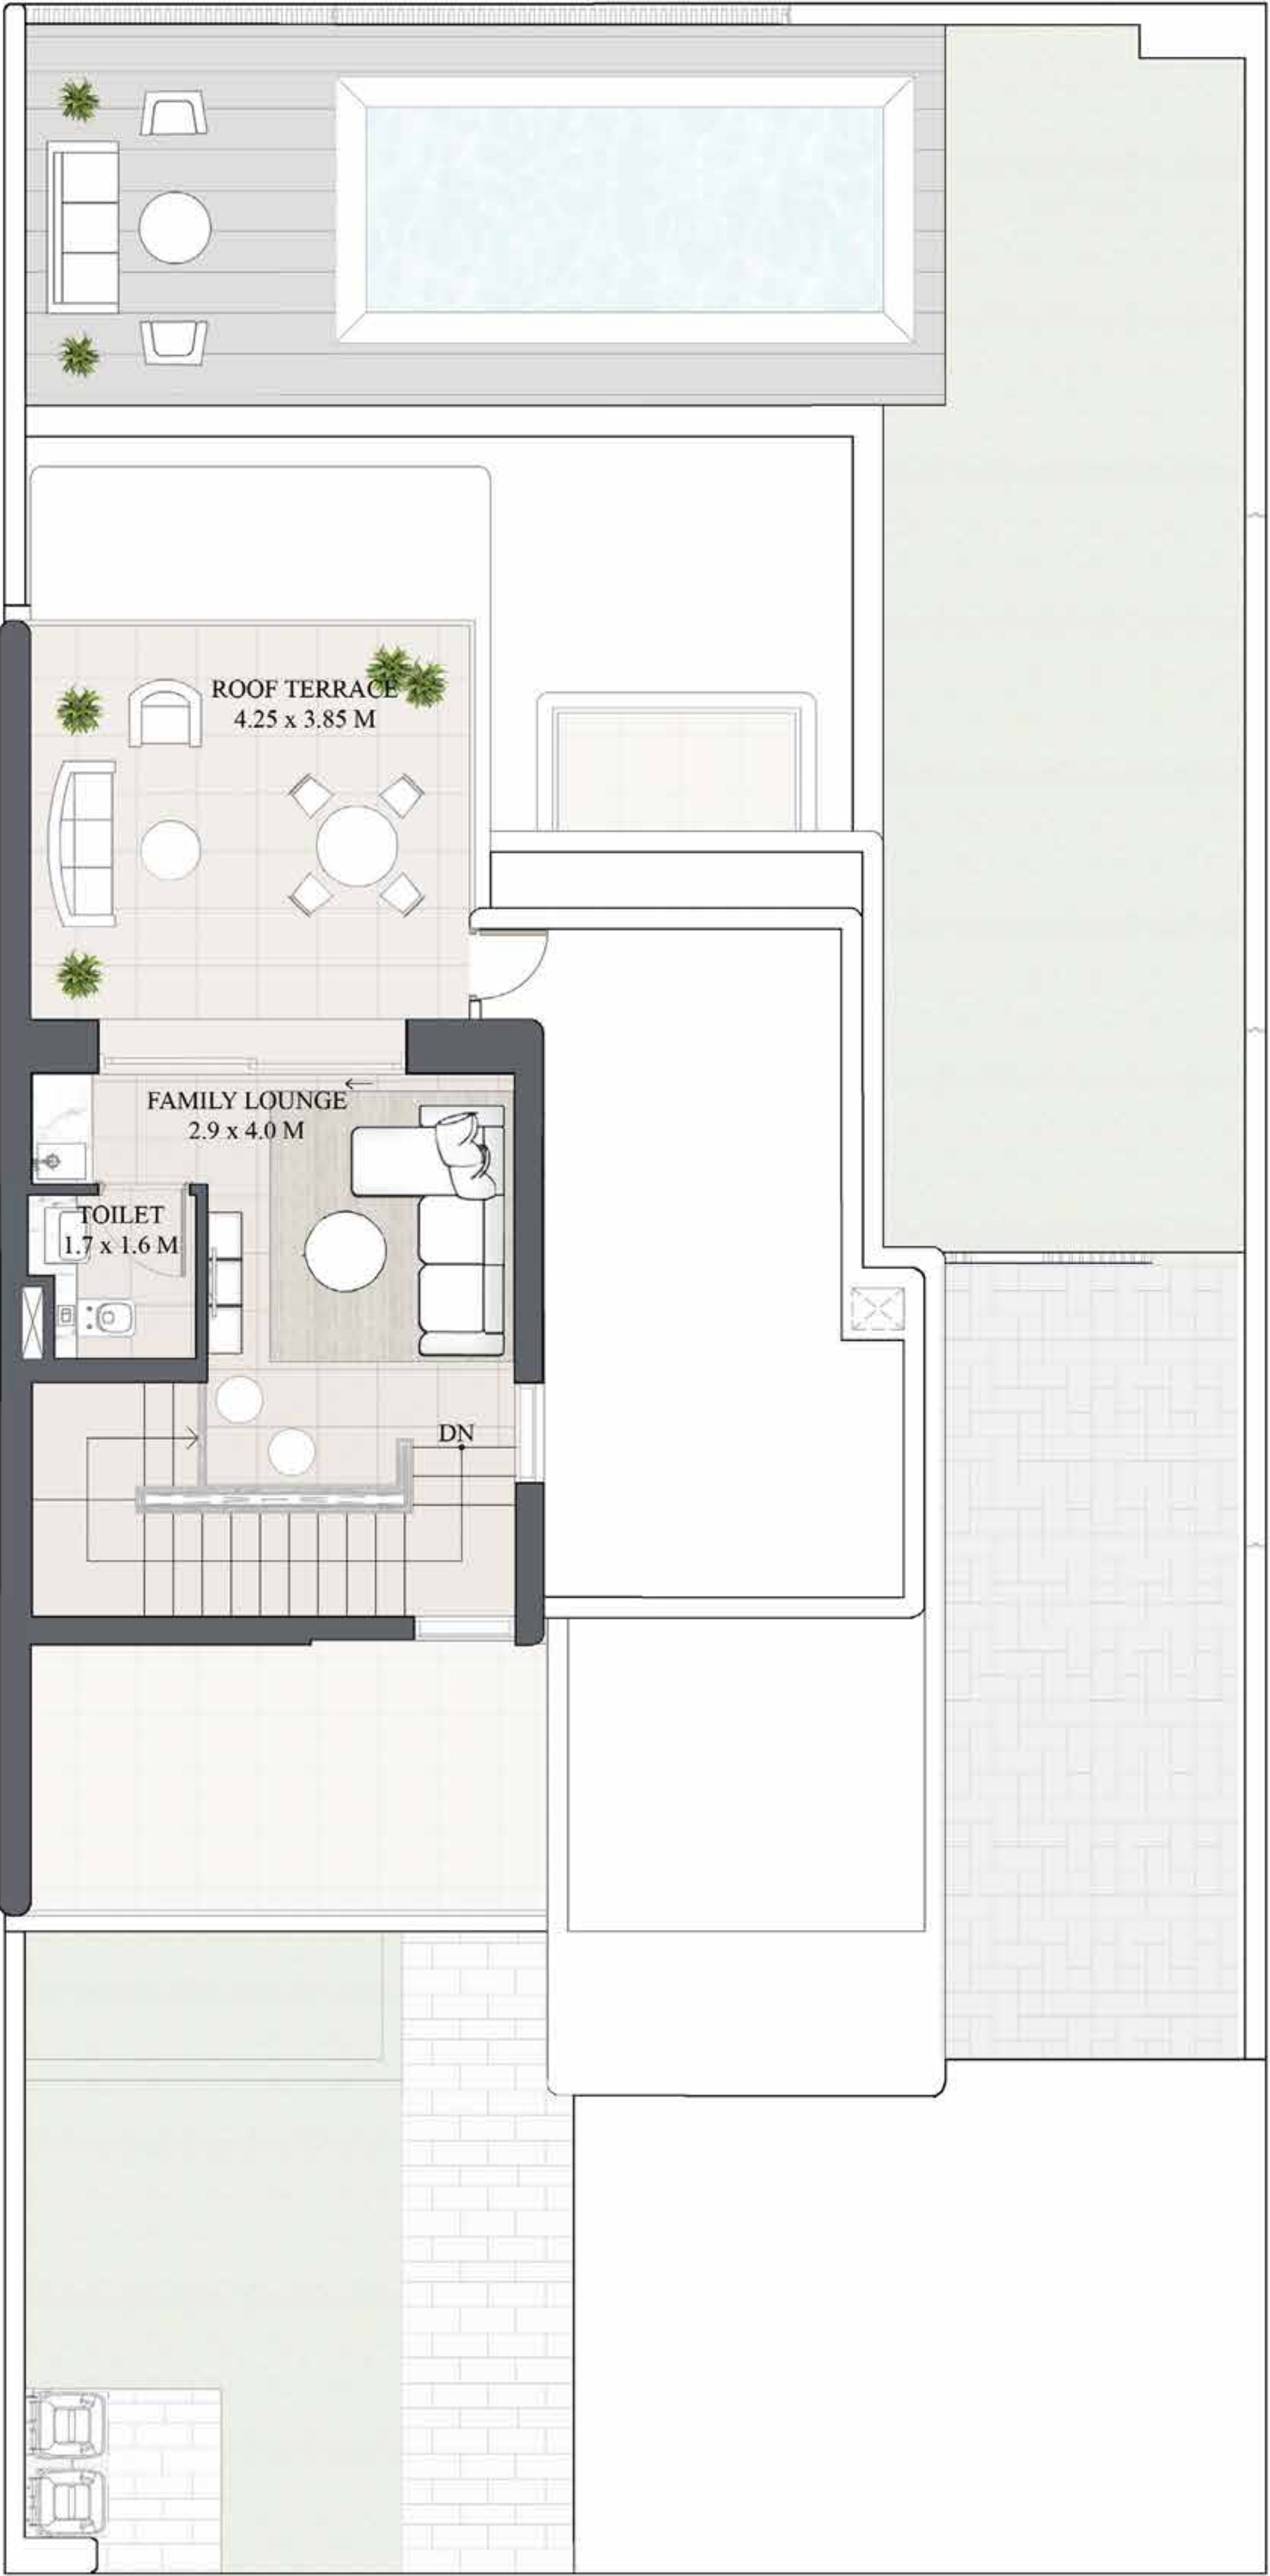 ROOF TERRACE
4.25 x 3.85 M
FAMILY LOUNGE
2.9 x 4.0 M
TOILET
1.7 x 1.6 M
DN